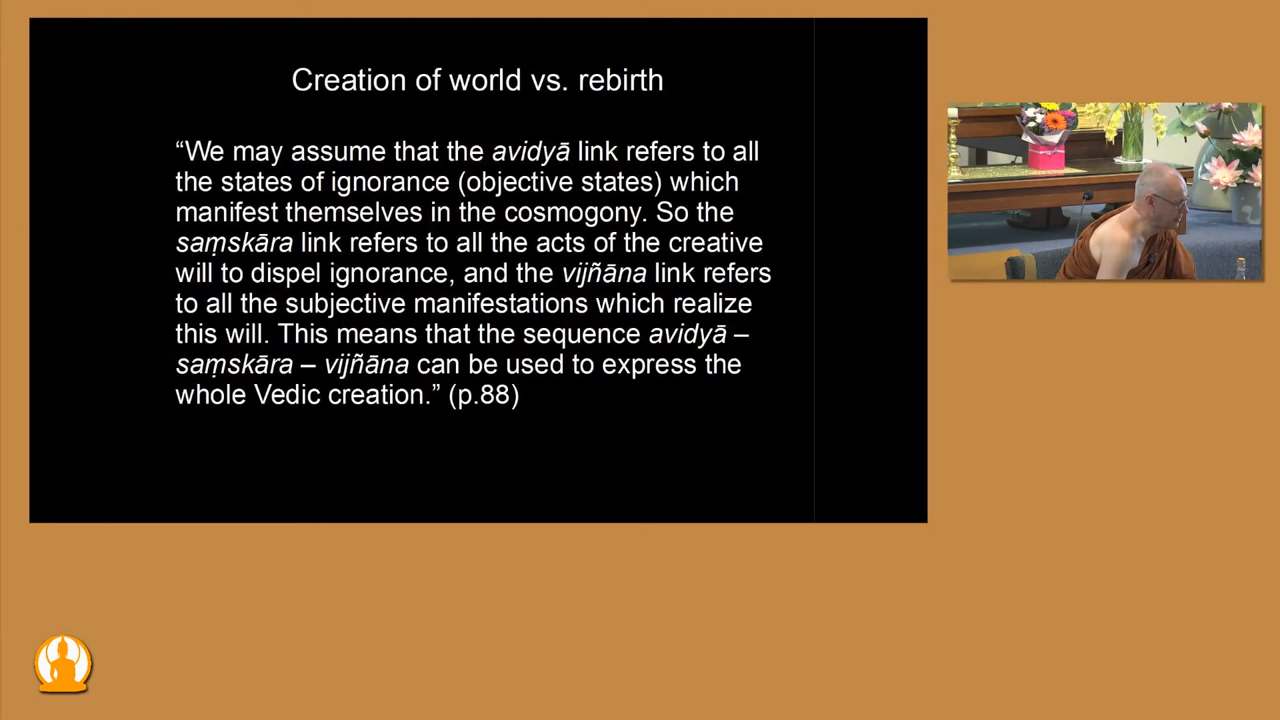 Creation of world vs. rebirth
“We may assume that the avidyā link refers to all
the states of ignorance (objective states) which
manifest themselves in the cosmogony. So the
saṃskāra link refers to all the acts of the creative
will to dispel ignorance, and the vijñāna link refers
to all the subjective manifestations which realize
this will. This means that the sequence avidyā –
saṃskāra – vijñāna can be used to express the
whole Vedic creation.” (p.88)